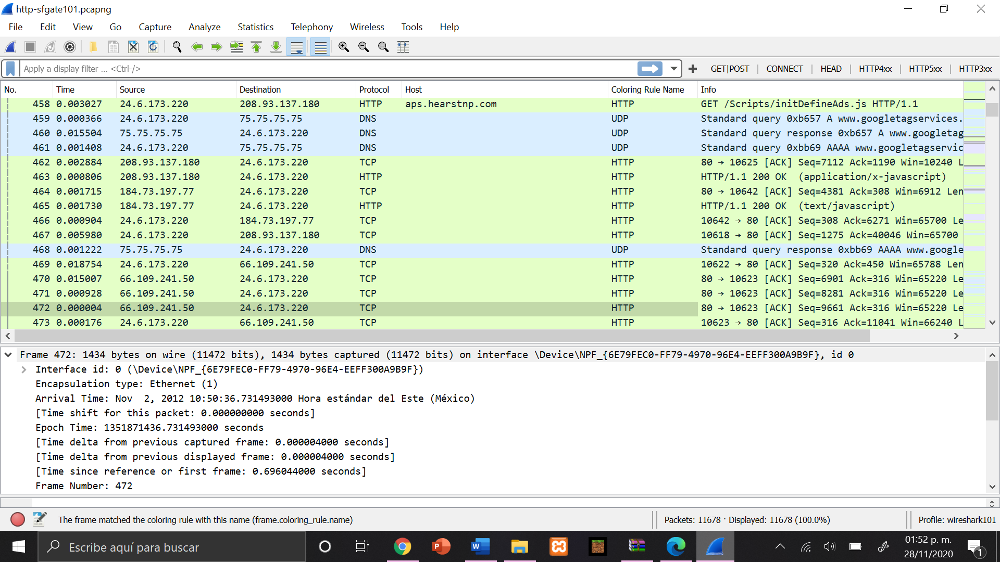 http-sfgate101.pcapng
File Edit View Go Capture Analyze Statistics Telephony Wireless Tools Help
Apply a display filter ... <Ctrl-/> GET|POST CONNECT HEAD HTTP4xx HTTP5xx HTTP3xx
No. Time Source Destination Protocol Host Coloring Rule Name Info
458 0.003027 24.6.173.220 208.93.137.180 HTTP aps.hearstnp.com HTTP GET /Scripts/initDefineAds.js HTTP/1.1
459 0.000366 24.6.173.220 75.75.75.75 DNS UDP Standard query 0xb657 A www.googletagservices.
460 0.015504 75.75.75.75 24.6.173.220 DNS UDP Standard query response 0xb657 A www.googletag
461 0.001408 24.6.173.220 75.75.75.75 DNS UDP Standard query 0xbb69 AAAA www.googletagservic
462 0.002884 208.93.137.180 24.6.173.220 TCP HTTP 80 → 10625 [ACK] Seq=7112 Ack=1190 Win=10240 L
463 0.000806 208.93.137.180 24.6.173.220 HTTP HTTP HTTP/1.1 200 OK (application/x-javascript)
464 0.001715 184.73.197.77 24.6.173.220 TCP HTTP 80 → 10642 [ACK] Seq=4381 Ack=308 Win=6912 Len
465 0.001730 184.73.197.77 24.6.173.220 HTTP HTTP HTTP/1.1 200 OK (text/javascript)
466 0.000904 24.6.173.220 184.73.197.77 TCP HTTP 10642 → 80 [ACK] Seq=308 Ack=6271 Win=65700 Le
467 0.005980 24.6.173.220 208.93.137.180 TCP HTTP 10618 → 80 [ACK] Seq=1275 Ack=40046 Win=65700
468 0.001222 75.75.75.75 24.6.173.220 DNS UDP Standard query response 0xbb69 AAAA www.google
469 0.018754 24.6.173.220 66.109.241.50 TCP HTTP 10622 → 80 [ACK] Seq=320 Ack=450 Win=65788 Len
470 0.015007 66.109.241.50 24.6.173.220 TCP HTTP 80 → 10623 [ACK] Seq=6901 Ack=316 Win=65220 Le
471 0.000928 66.109.241.50 24.6.173.220 TCP HTTP 80 → 10623 [ACK] Seq=8281 Ack=316 Win=65220 Le
472 0.000004 66.109.241.50 24.6.173.220 TCP HTTP 80 → 10623 [ACK] Seq=9661 Ack=316 Win=65220 Le
473 0.000176 24.6.173.220 66.109.241.50 TCP HTTP 10623 → 80 [ACK] Seq=316 Ack=11041 Win=66240 L
Frame 472: 1434 bytes on wire (11472 bits), 1434 bytes captured (11472 bits) on interface \Device\NPF_{6E79FEC0-FF79-4970-96E4-EEFF300A9B9F}, id 0
Interface id: 0 (\Device\NPF_{6E79FEC0-FF79-4970-96E4-EEFF300A9B9F})
Encapsulation type: Ethernet (1)
Arrival Time: Nov  2, 2012 10:50:36.731493000 Hora estándar del Este (México)
[Time shift for this packet: 0.000000000 seconds]
Epoch Time: 1351871436.731493000 seconds
[Time delta from previous captured frame: 0.000004000 seconds]
[Time delta from previous displayed frame: 0.000004000 seconds]
[Time since reference or first frame: 0.696044000 seconds]
Frame Number: 472
The frame matched the coloring rule with this name (frame.coloring_rule.name) Packets: 11678 · Displayed: 11678 (100.0%) Profile: wireshark101
Escribe aquí para buscar
01:52 p. m.
28/11/2020
1